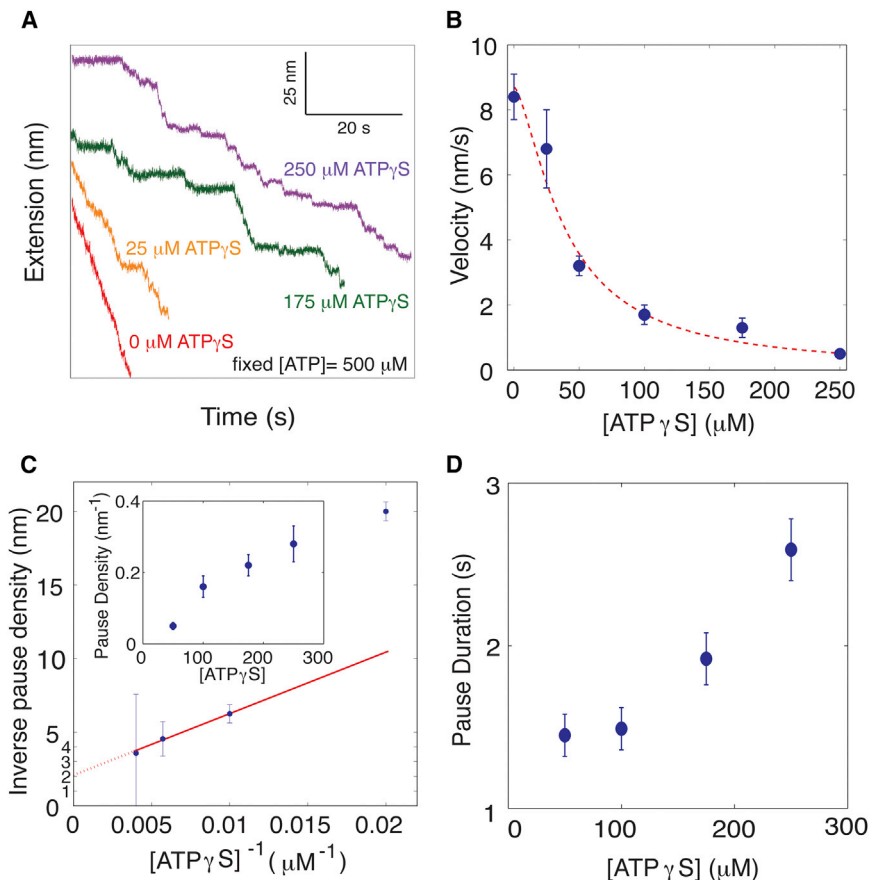 A
Extension (nm)
25 nm
20 s
250 μM ATPγS
25 μM ATPγS
175 μM ATPγS
0 μM ATPγS
fixed [ATP]= 500 μM
Time (s)
B
Velocity (nm/s)
10
8
6
4
2
0
0 50 100 150 200 250
[ATP γ S] (μM)
C
Inverse pause density (nm)
20
15
10
5
4
3
2
1
0
0 0.005 0.01 0.02
[ATPγ S] -1 ( μM-1)
Pause Density (nm-1)
0.4
0.2
0
0 100 200 300
[ATPγS]
D
Pause Duration (s)
3
2
1
0 100 200 300
[ATPγ S] (μM)